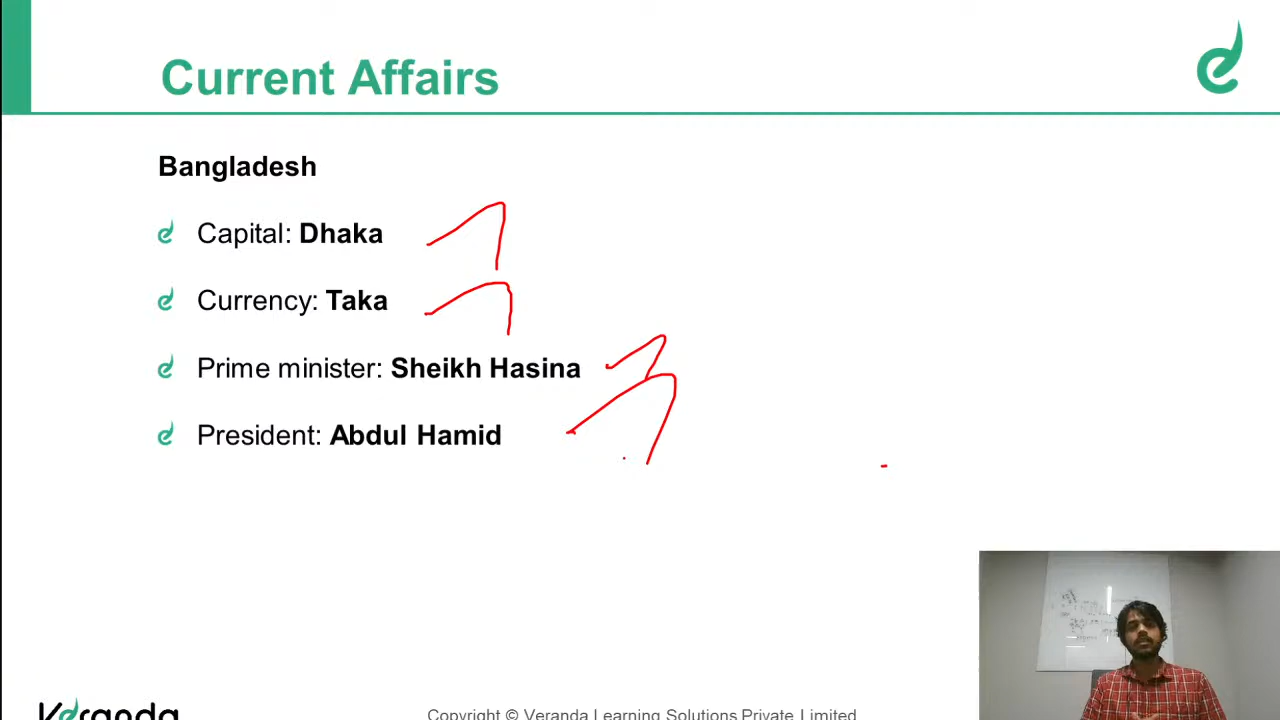 Current Affairs
Bangladesh
Capital: Dhaka
Currency: Taka
Prime minister: Sheikh Hasina
President: Abdul Hamid
Veranda
Copyright © Veranda Learning Solutions Private Limited